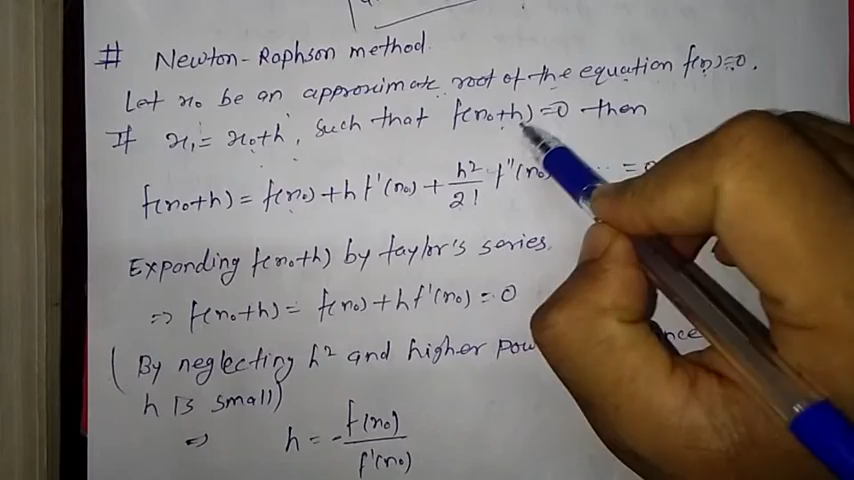 # Newton-Raphson method.
Let x₀ be an approximate root of the equation f(x)=0.
If x₁= x₀+h, such that f(x₀+h)=0 then
f(x₀+h)= f(x₀)+h f'(x₀)+ h²/2! f''(x₀) = 0
Expanding f(x₀+h) by taylor's series.
=> f(x₀+h)= f(x₀)+h f'(x₀) = 0
(By neglecting h² and higher
h is small)
=> h = - f(x₀)/f'(x₀)